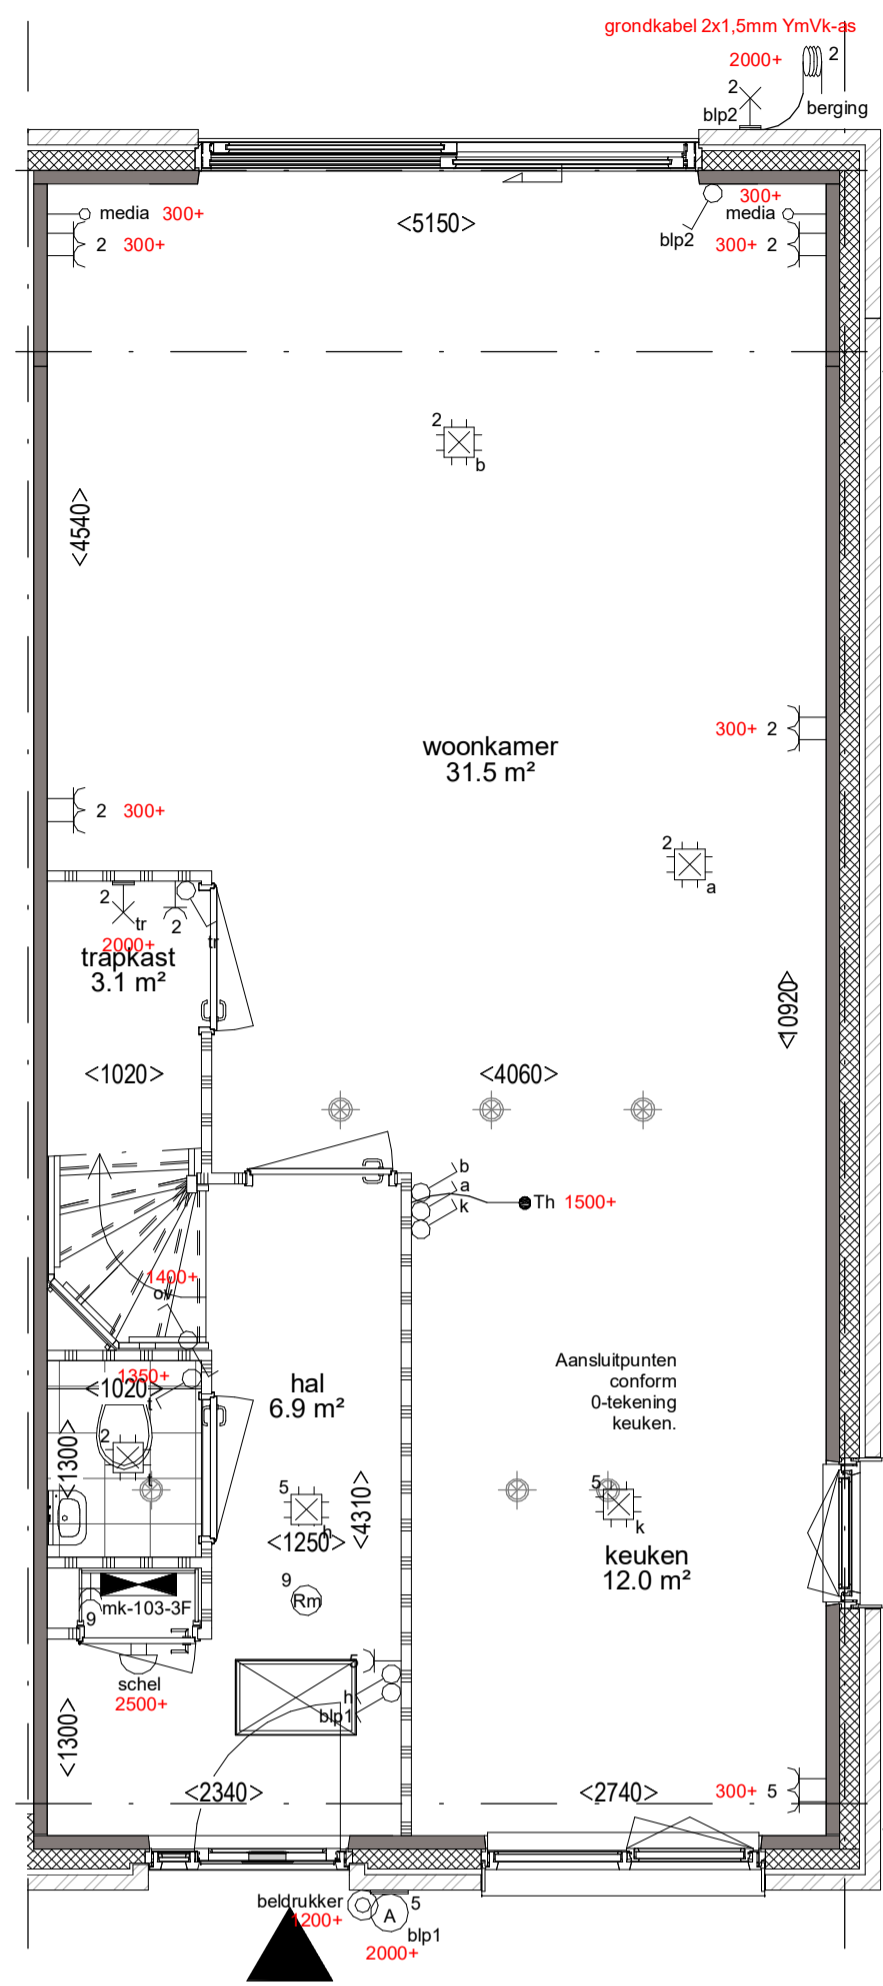 grondkabel 2x1,5mm YmVk-as
2000+
2
2
blp2
berging
media 300+
2 300+
<5150>
300+
media
300+ 2
blp2
<4540>
2
b
woonkamer
31.5 m²
300+ 2
2 300+
2
a
2
tr
2
2000+
tr
trapkast
3.1 m²
<10920>
<1020>
<4060>
b
a
k
Th 1500+
1400+
ov
Aansluitpunten
conform
0-tekening
keuken.
1350+
<1020>
t
hal
6.9 m²
2
<1300>
t
5
h
<4310>
<1250>
5
k
keuken
12.0 m²
9
Rm
mk-103-3F
9
schel
2500+
5
h
blp1
<1300>
<2340>
<2740>
300+ 5
beldrukker
1200+
A
5
blp1
2000+